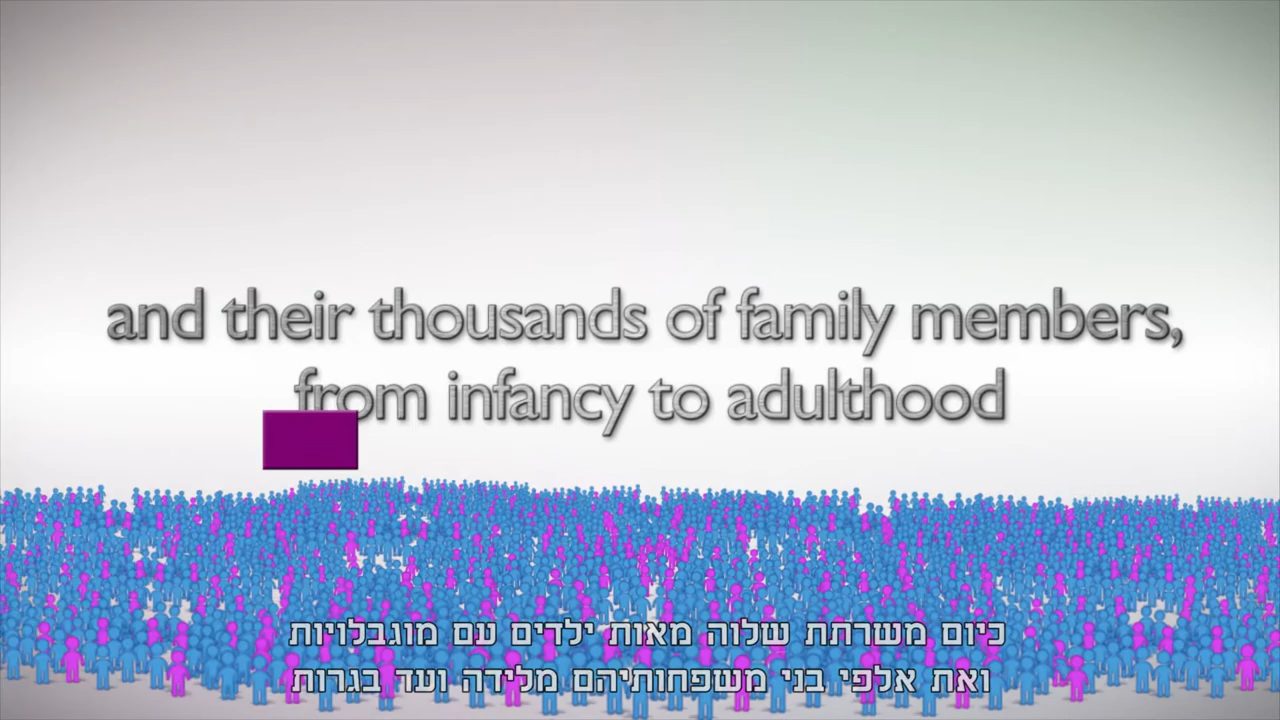 and their thousands of family members,
from infancy to adulthood
כיום משרתת שלוה מאות ילדים עם מוגבלויות
ואת אלפי בני משפחותיהם מלידה ועד בגרות